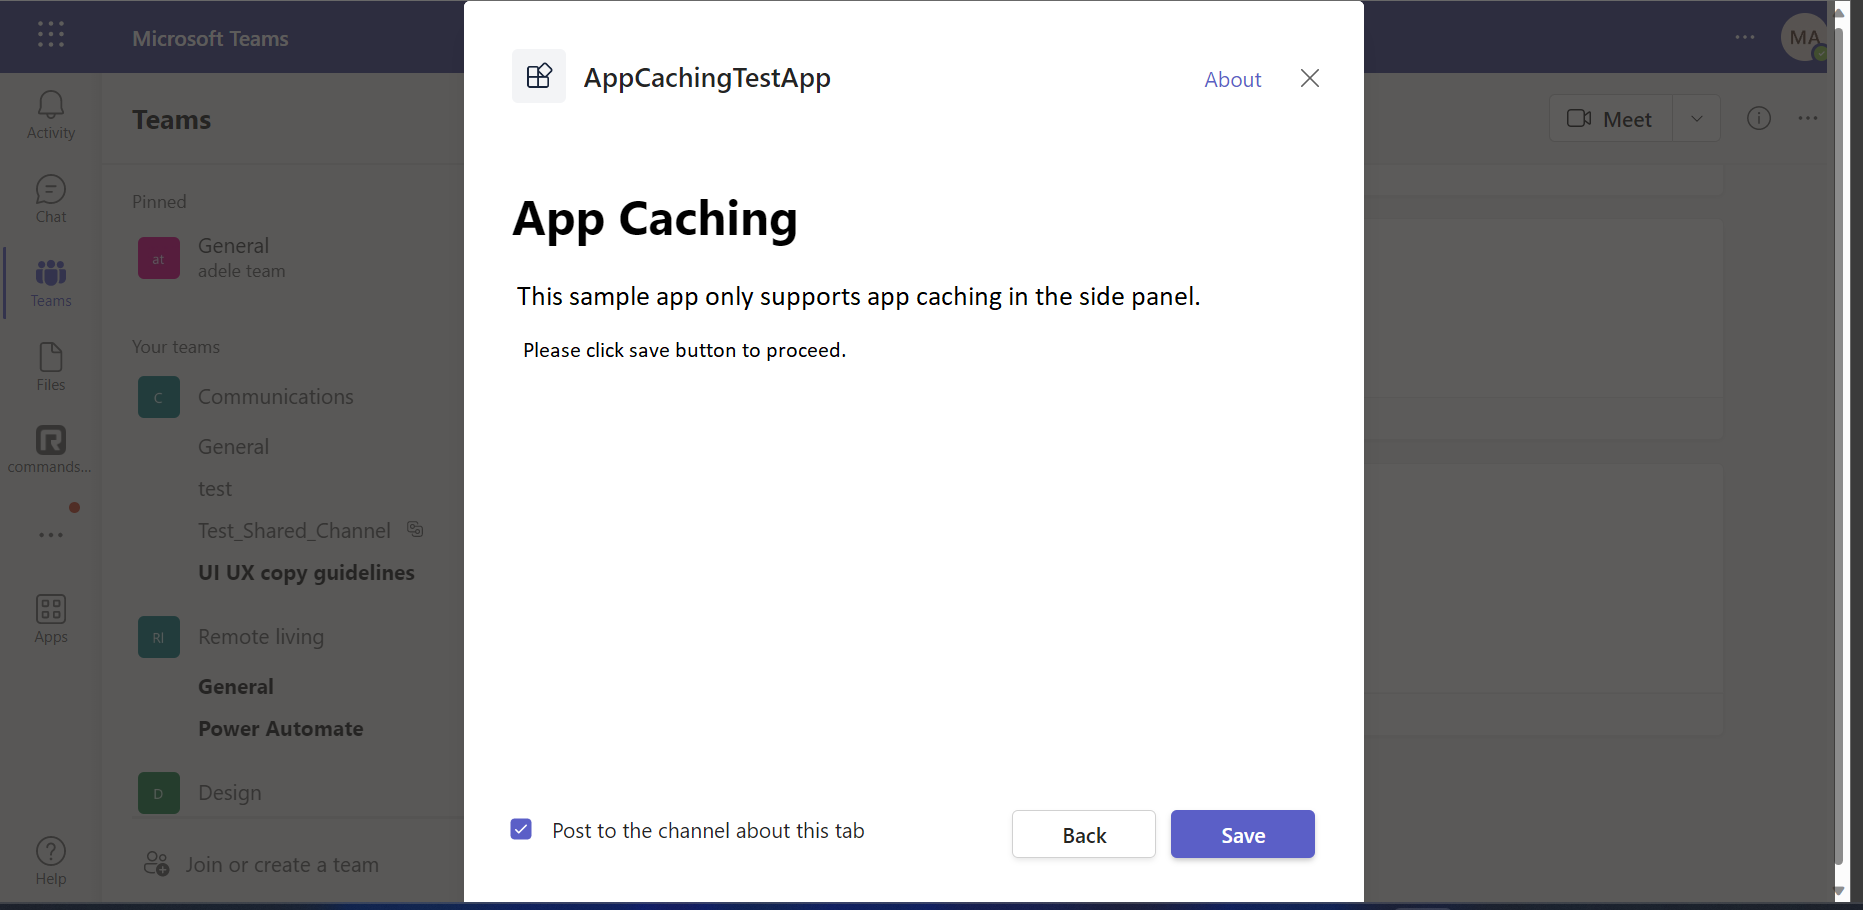 Microsoft Teams
MA
Activity
Chat
Teams
Files
commands...
Apps
Help
Teams
Pinned
at
General
adele team
Your teams
C
Communications
General
test
Test_Shared_Channel
UI UX copy guidelines
Rl
Remote living
General
Power Automate
D
Design
Join or create a team
AppCachingTestApp
About
App Caching
This sample app only supports app caching in the side panel.
Please click save button to proceed.
Post to the channel about this tab
Back
Save
Meet